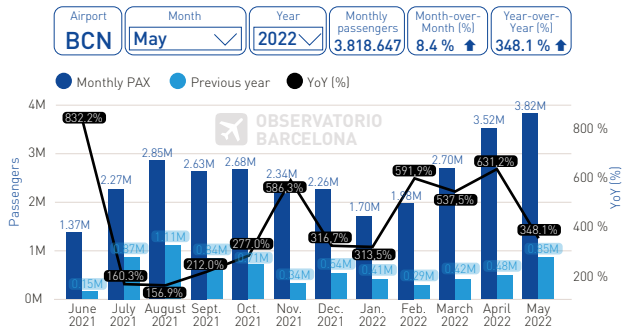 Airport
BCN
Month
May
Year
2022
Monthly
passengers
3.818.647
Month-over-
Month (%)
8.4 %
Year-over-
Year (%)
348.1 %
Monthly PAX
Previous year
YoY (%)
OBSERVATORIO
BARCELONA
Passengers
4M
3M
2M
1M
0M
YoY (%)
800 %
600 %
400 %
200 %
1.37M
2.27M
2.85M
2.63M
2.68M
2.34M
2.26M
1.70M
1.98M
2.70M
3.52M
3.82M
832,2%
160.3%
156.9%
212.0%
277.0%
586,3%
316,7%
313,5%
591,9%
537,5%
631,2%
348.1%
0.15M
0.87M
1.11M
0.84M
0.71M
0.34M
0.54M
0.41M
0.29M
0.42M
0.48M
0.85M
June
2021
July
2021
August
2021
Sept.
2021
Oct.
2021
Nov.
2021
Dec.
2021
Jan.
2022
Feb.
2022
March
2022
April
2022
May
2022